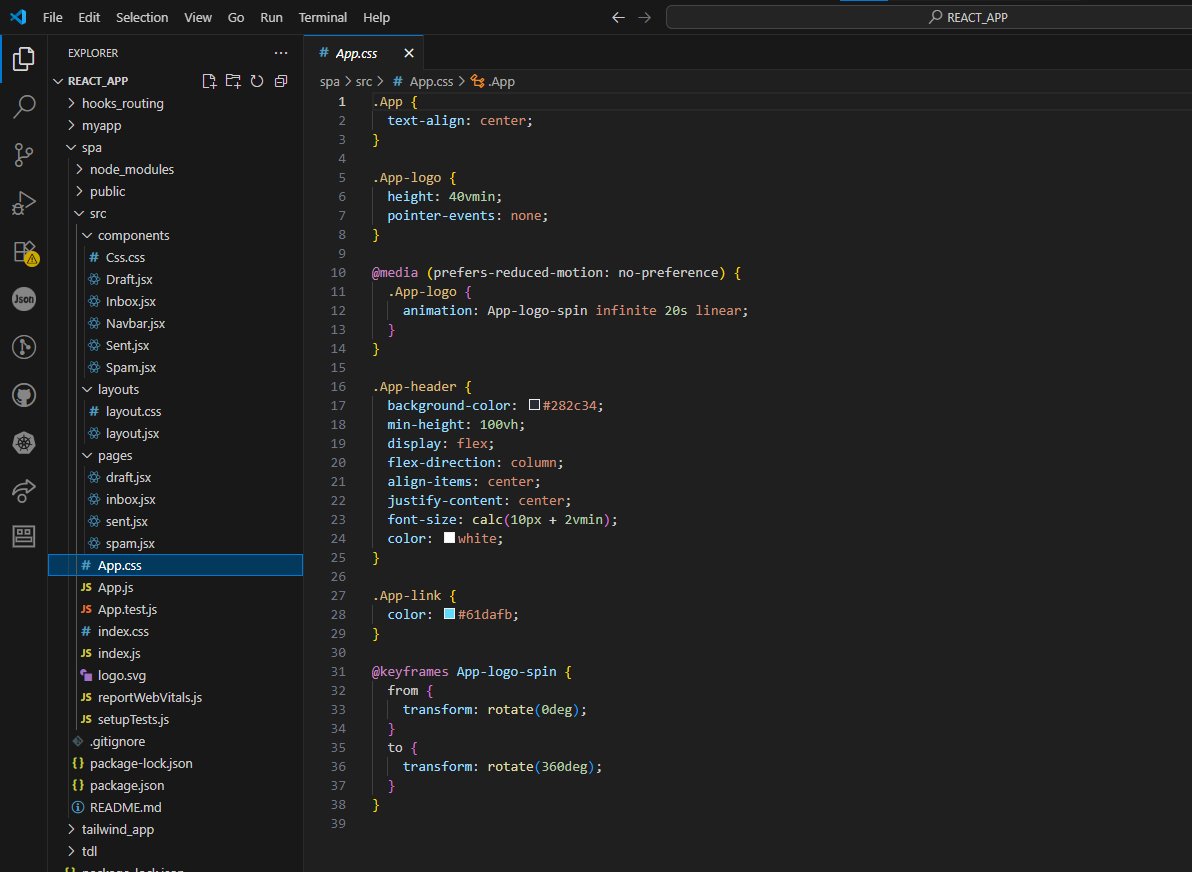 File Edit Selection View Go Run Terminal Help
REACT_APP
EXPLORER
REACT_APP
hooks_routing
myapp
spa
node_modules
public
src
components
# Css.css
Draft.jsx
Inbox.jsx
Navbar.jsx
Sent.jsx
Spam.jsx
layouts
# layout.css
layout.jsx
pages
draft.jsx
inbox.jsx
sent.jsx
spam.jsx
# App.css
JS App.js
JS App.test.js
# index.css
JS index.js
logo.svg
JS reportWebVitals.js
JS setupTests.js
.gitignore
{} package-lock.json
{} package.json
README.md
tailwind_app
tdl
{} package-lock.json
Json
# App.css
spa > src > # App.css > .App
1 .App {
2 text-align: center;
3 }
4
5 .App-logo {
6 height: 40vmin;
7 pointer-events: none;
8 }
9
10 @media (prefers-reduced-motion: no-preference) {
11 .App-logo {
12 animation: App-logo-spin infinite 20s linear;
13 }
14 }
15
16 .App-header {
17 background-color: #282c34;
18 min-height: 100vh;
19 display: flex;
20 flex-direction: column;
21 align-items: center;
22 justify-content: center;
23 font-size: calc(10px + 2vmin);
24 color: white;
25 }
26
27 .App-link {
28 color: #61dafb;
29 }
30
31 @keyframes App-logo-spin {
32 from {
33 transform: rotate(0deg);
34 }
35 to {
36 transform: rotate(360deg);
37 }
38 }
39